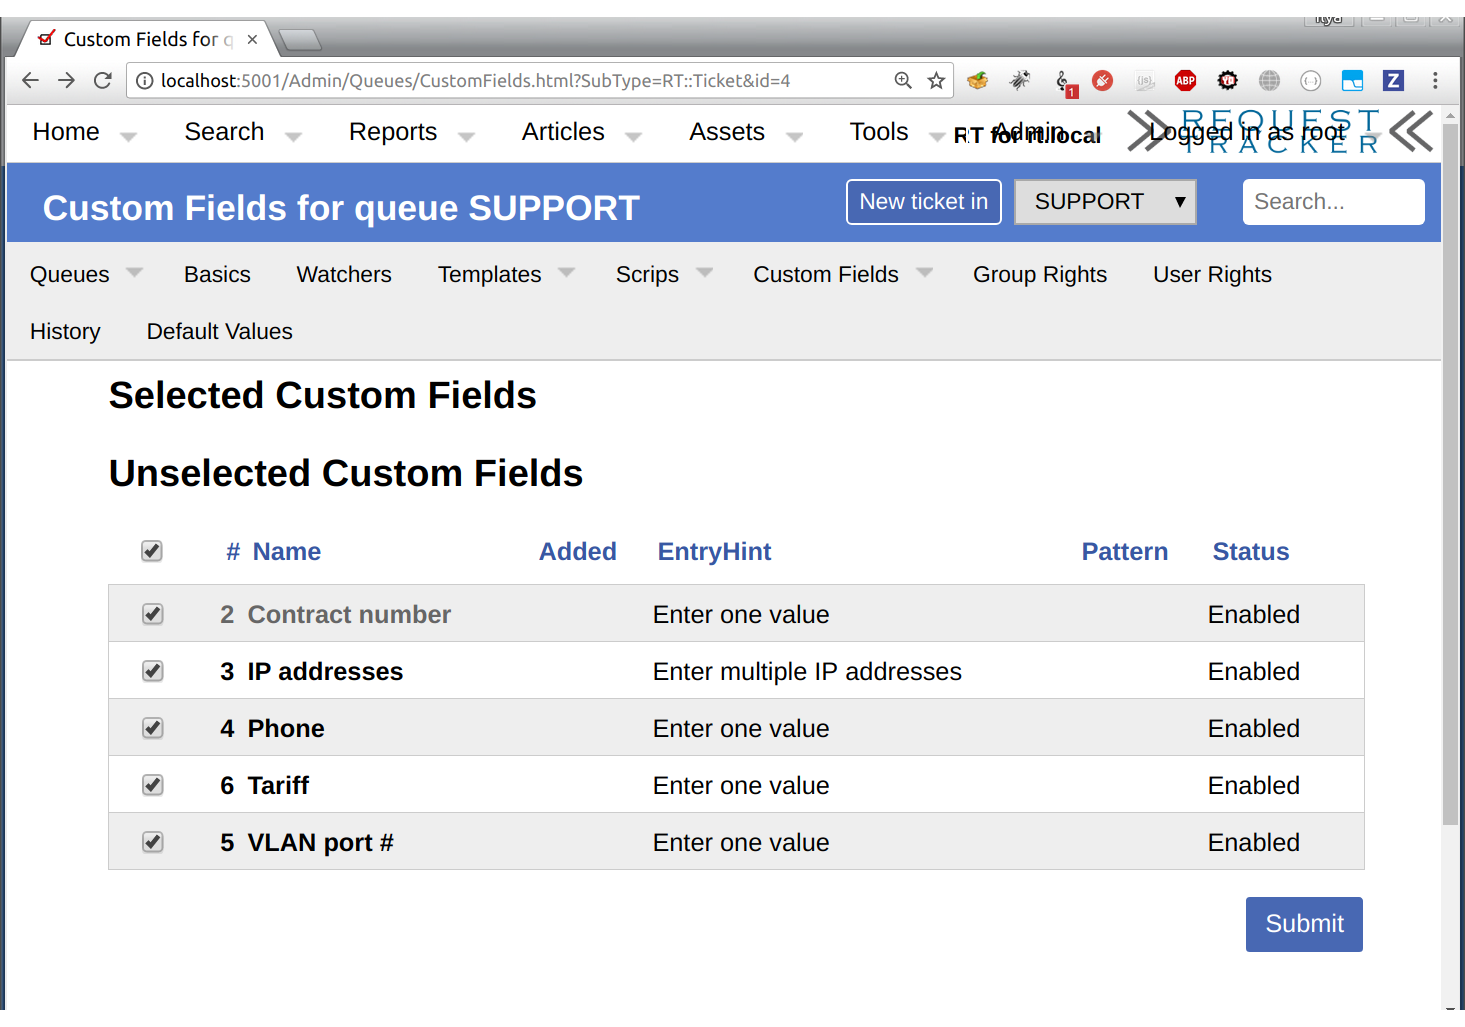 Custom Fields for q
localhost:5001/Admin/Queues/CustomFields.html?SubType=RT::Ticket&id=4
1
{js}
ABP
{··}
Z
Home Search Reports Articles Assets Tools Admin Logged in as root
RT for rt.local
REQUEST
TRACKER
Custom Fields for queue SUPPORT
New ticket in SUPPORT Search...
Queues Basics Watchers Templates Scrips Custom Fields Group Rights User Rights
History Default Values
Selected Custom Fields
Unselected Custom Fields
# Name Added EntryHint Pattern Status
2 Contract number Enter one value Enabled
3 IP addresses Enter multiple IP addresses Enabled
4 Phone Enter one value Enabled
6 Tariff Enter one value Enabled
5 VLAN port # Enter one value Enabled
Submit